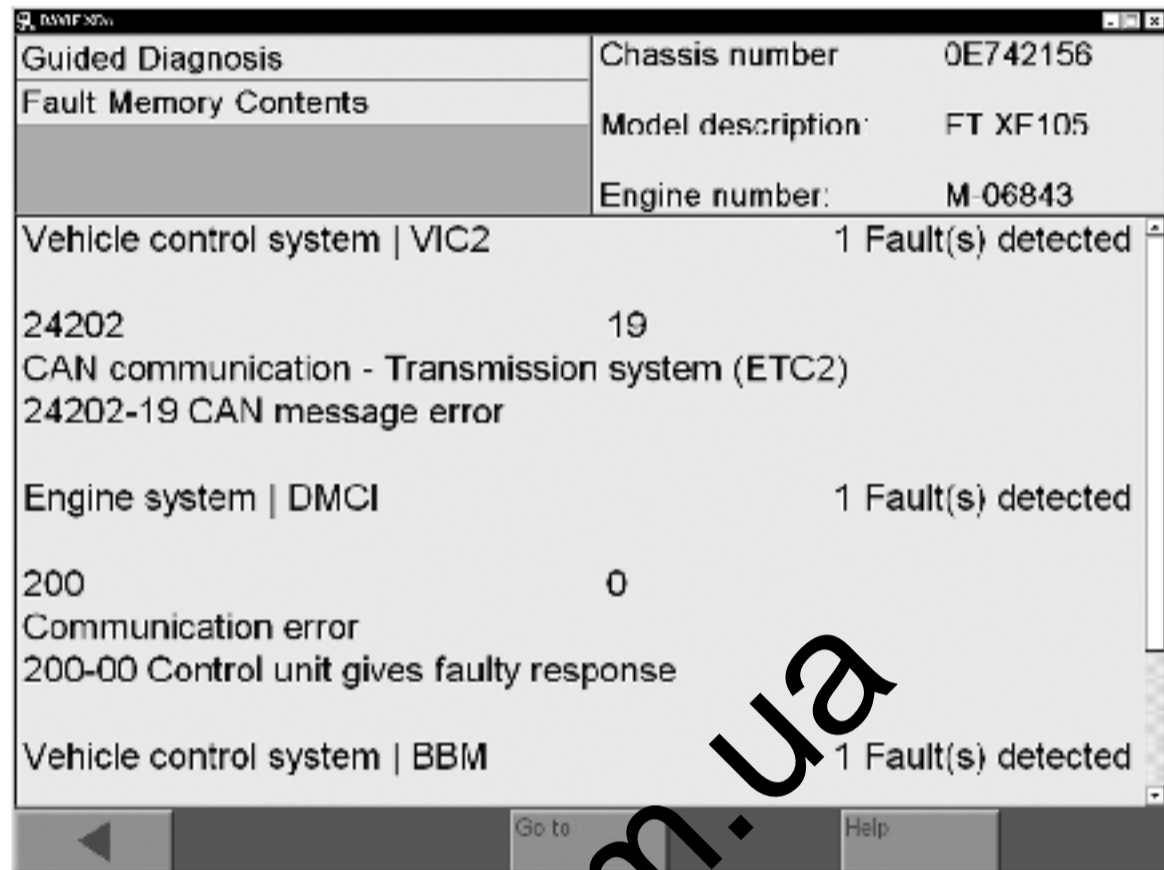 DAVIE XDc
Guided Diagnosis
Fault Memory Contents
Chassis number 0E742156
Model description: FT XF105
Engine number: M-06843
Vehicle control system | VIC2 1 Fault(s) detected
24202 19
CAN communication - Transmission system (ETC2)
24202-19 CAN message error
Engine system | DMCI 1 Fault(s) detected
200 0
Communication error
200-00 Control unit gives faulty response
Vehicle control system | BBM 1 Fault(s) detected
Go to Help
m.ua